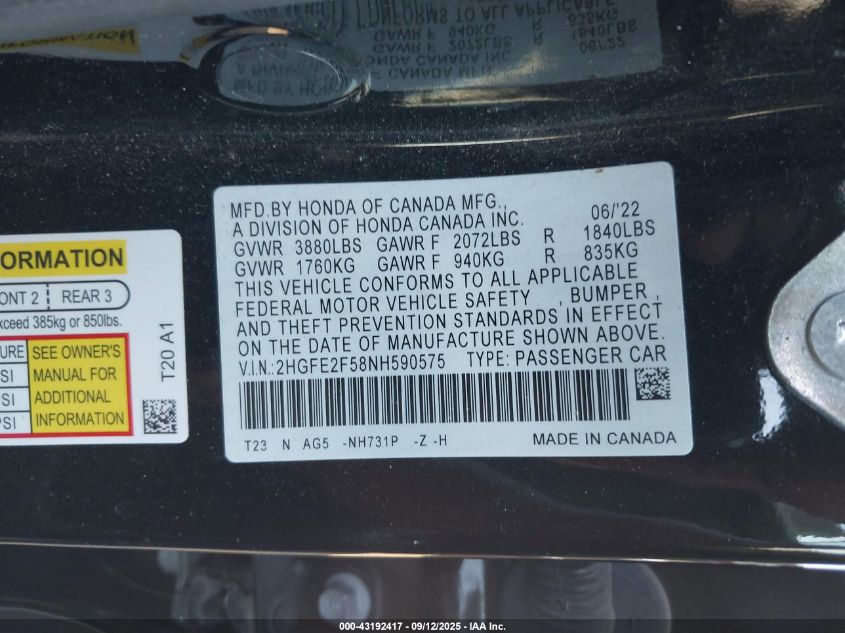 MFD.BY HONDA OF CANADA MFG., 06/'22
A DIVISION OF HONDA CANADA INC.
GVWR 3880LBS GAWR F 2072LBS R 1840LBS
GVWR 1760KG GAWR F 940KG R 835KG
THIS VEHICLE CONFORMS TO ALL APPLICABLE
FEDERAL MOTOR VEHICLE SAFETY , BUMPER ,
AND THEFT PREVENTION STANDARDS IN EFFECT
ON THE DATE OF MANUFACTURE SHOWN ABOVE.
V.I.N.:2HGFE2F58NH590575 TYPE: PASSENGER CAR
T23 N AG5 -NH731P -Z -H MADE IN CANADA
ORMATION
ONT 2 REAR 3
xceed 385kg or 850lbs.
URE SEE OWNER'S
SI MANUAL FOR
SI ADDITIONAL
PSI INFORMATION
T20 A1
000-43192417 - 09/12/2025 - IAA Inc.